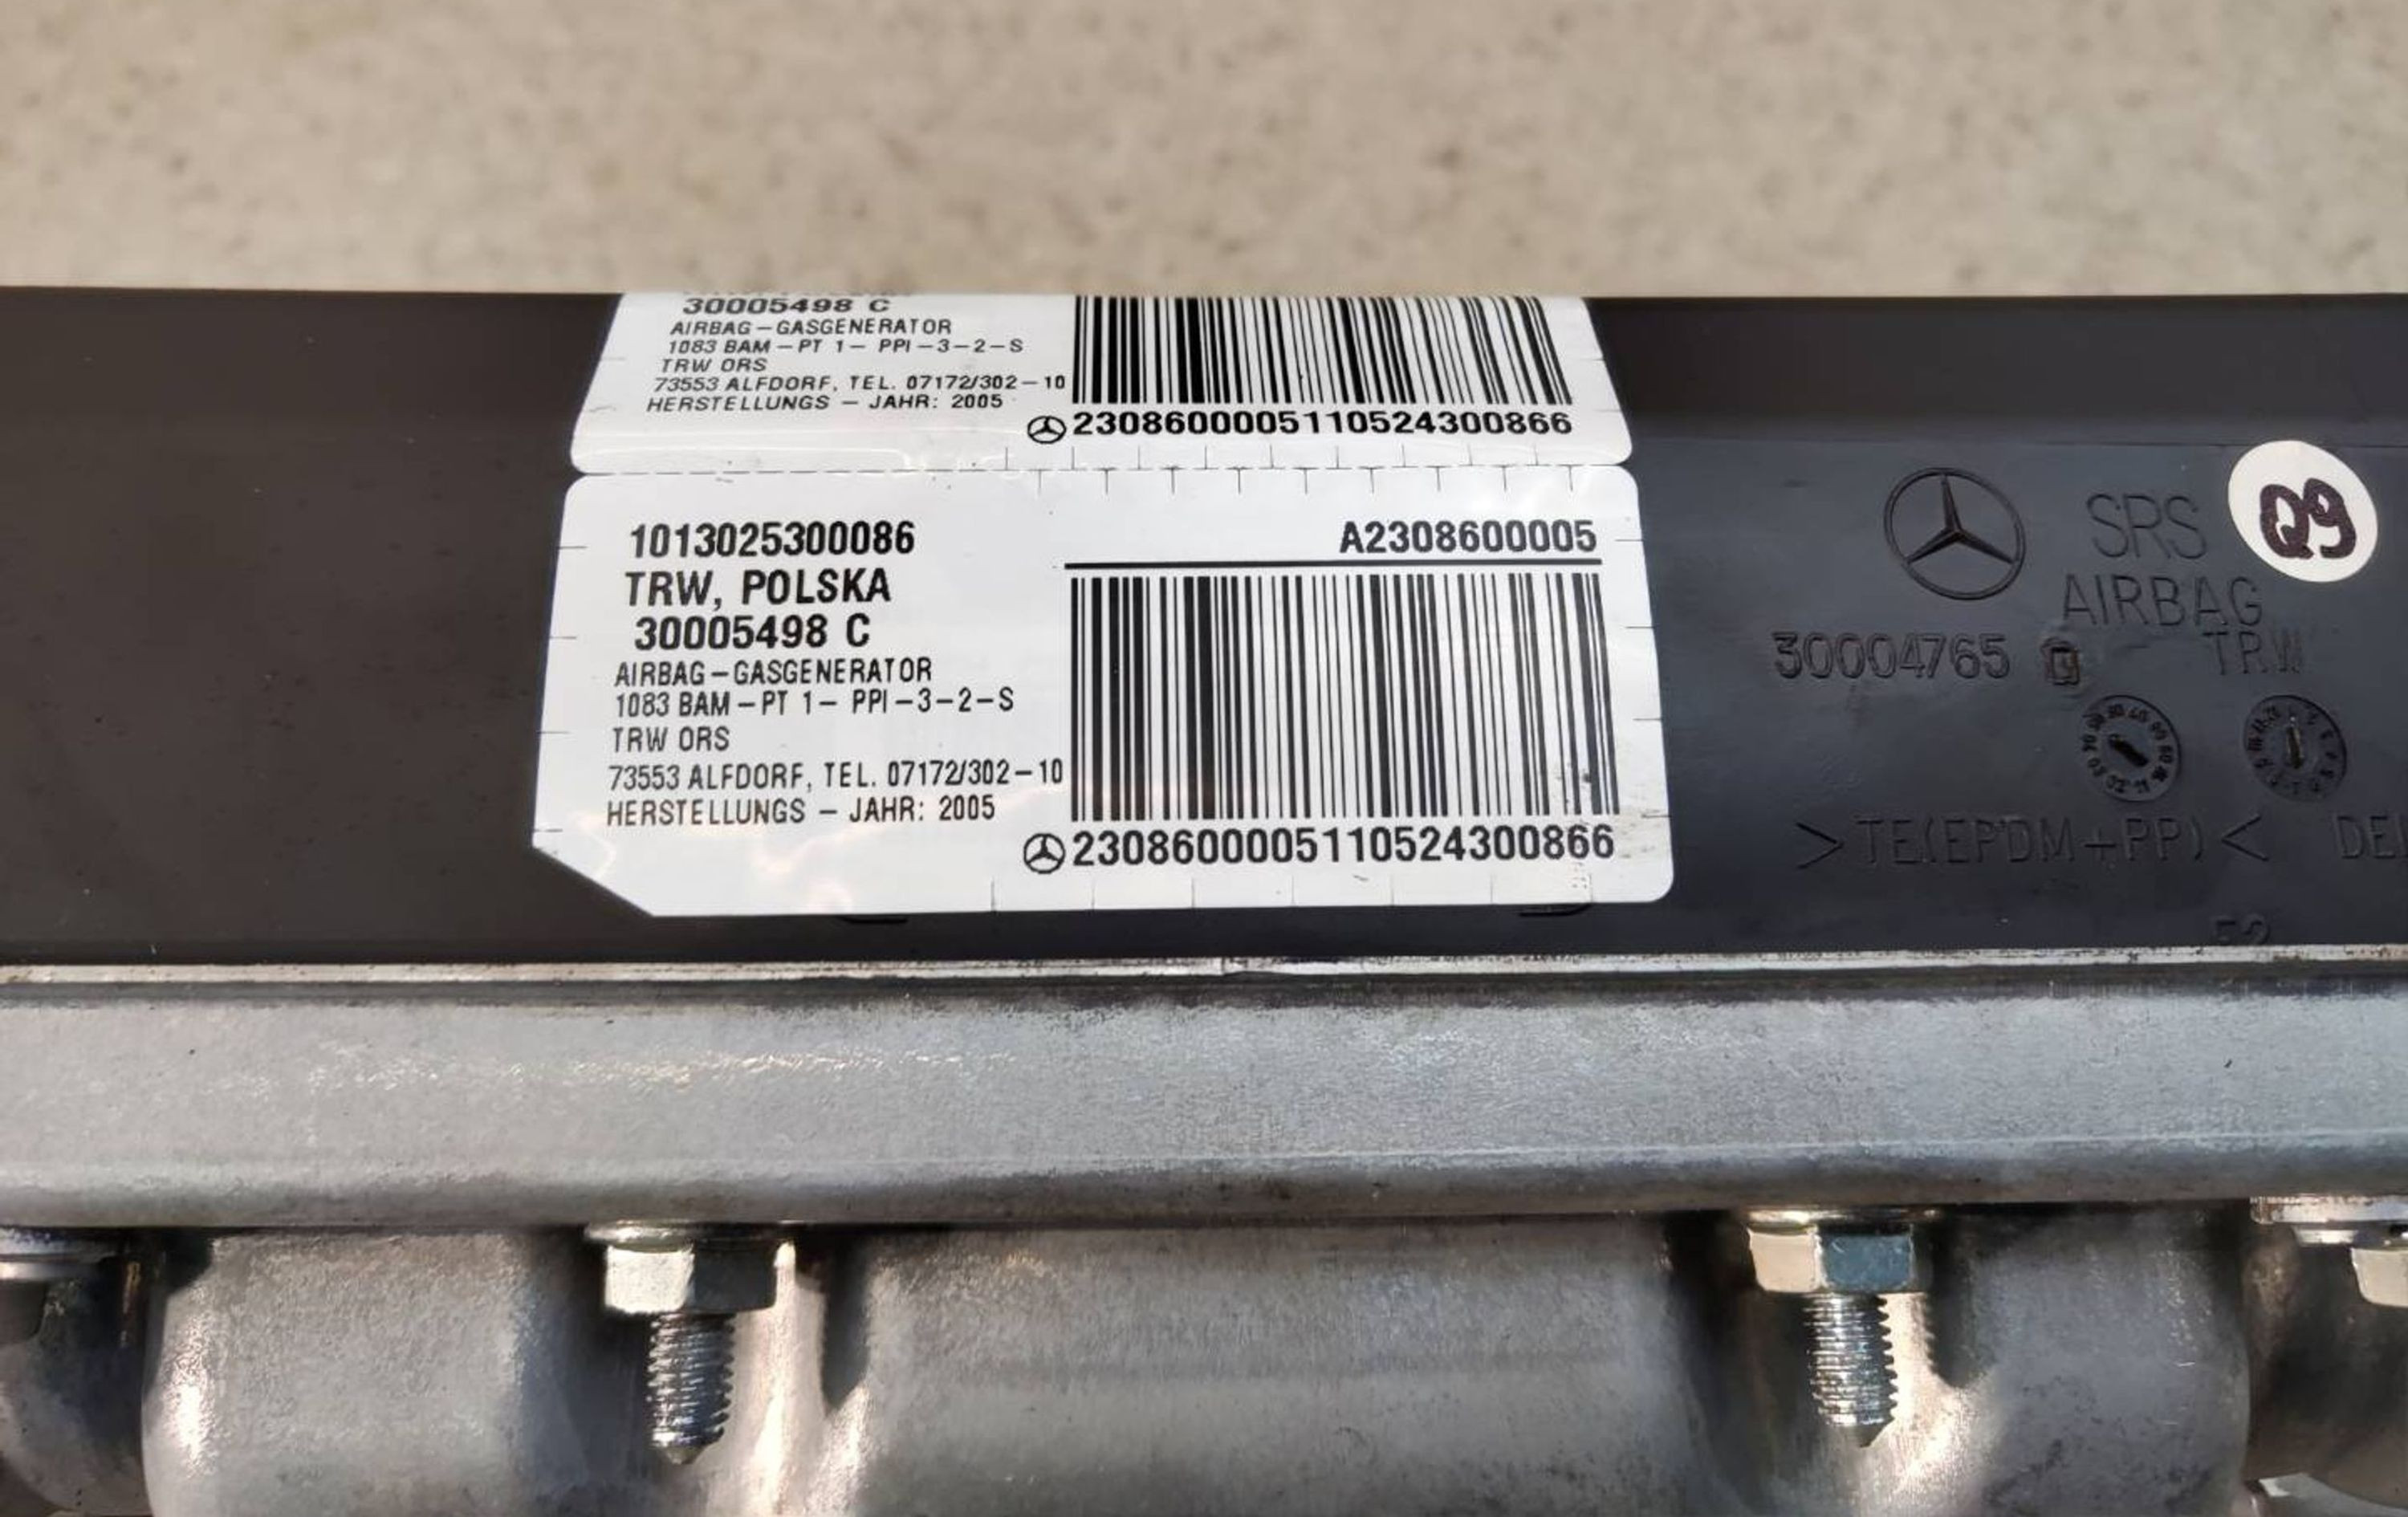 30005498 C
AIRBAG – GASGENERATOR
1083 BAM – PT 1 – PPI – 3 – 2 – S
TRW ORS
73553 ALFDORF, TEL. 07172/302 – 10
HERSTELLUNGS – JAHR: 2005
2308600005110524300866
1013025300086
A2308600005
TRW, POLSKA
30005498 C
AIRBAG – GASGENERATOR
1083 BAM – PT 1 – PPI – 3 – 2 – S
TRW ORS
73553 ALFDORF, TEL. 07172/302 – 10
HERSTELLUNGS – JAHR: 2005
2308600005110524300866
SRS
AIRBAG
Q9
30004765
TRW
>TE(EPDM+PP)<